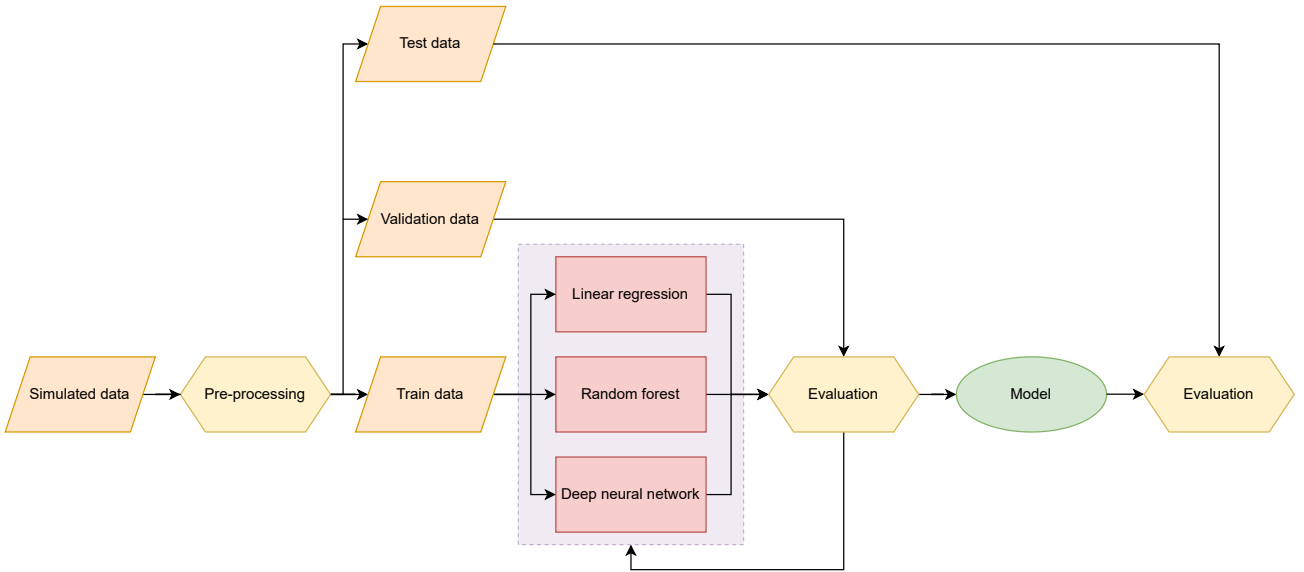 Test data
Validation data
Linear regression
Simulated data
Pre-processing
Train data
Random forest
Evaluation
Model
Evaluation
Deep neural network